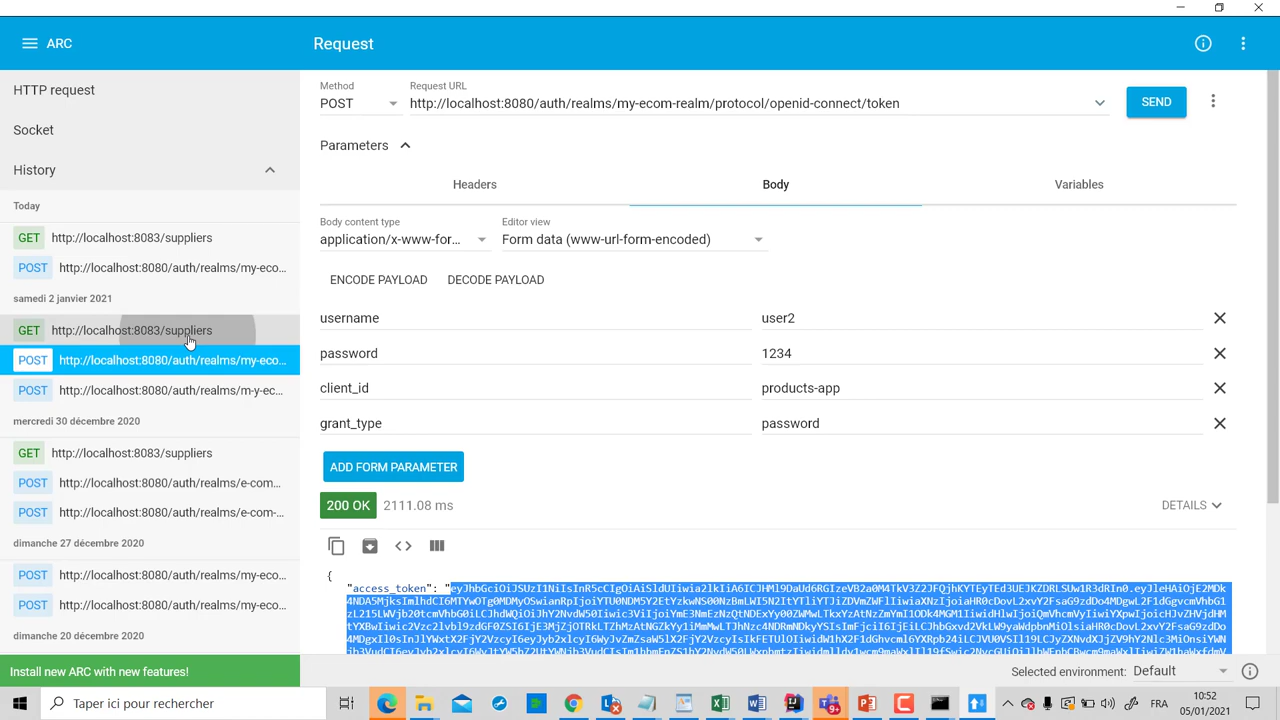 ARC
Request
HTTP request
Socket
History
Today
GET http://localhost:8083/suppliers
POST http://localhost:8080/auth/realms/my-eco...
samedi 2 janvier 2021
GET http://localhost:8083/suppliers
POST http://localhost:8080/auth/realms/my-eco...
POST http://localhost:8080/auth/realms/m-y-ec...
mercredi 30 décembre 2020
GET http://localhost:8083/suppliers
POST http://localhost:8080/auth/realms/e-com...
POST http://localhost:8080/auth/realms/e-com-...
dimanche 27 décembre 2020
POST http://localhost:8080/auth/realms/my-eco...
POST http://localhost:8080/auth/realms/my-eco...
dimanche 20 décembre 2020
Install new ARC with new features!
Method
POST
Request URL
http://localhost:8080/auth/realms/my-ecom-realm/protocol/openid-connect/token
SEND
Parameters
Headers
Body
Variables
Body content type
application/x-www-for...
Editor view
Form data (www-url-form-encoded)
ENCODE PAYLOAD
DECODE PAYLOAD
username user2
password 1234
client_id products-app
grant_type password
ADD FORM PARAMETER
200 OK 2111.08 ms
DETAILS
{
"access_token":
Selected environment: Default
Taper ici pour rechercher
9+
FRA
10:52
05/01/2021